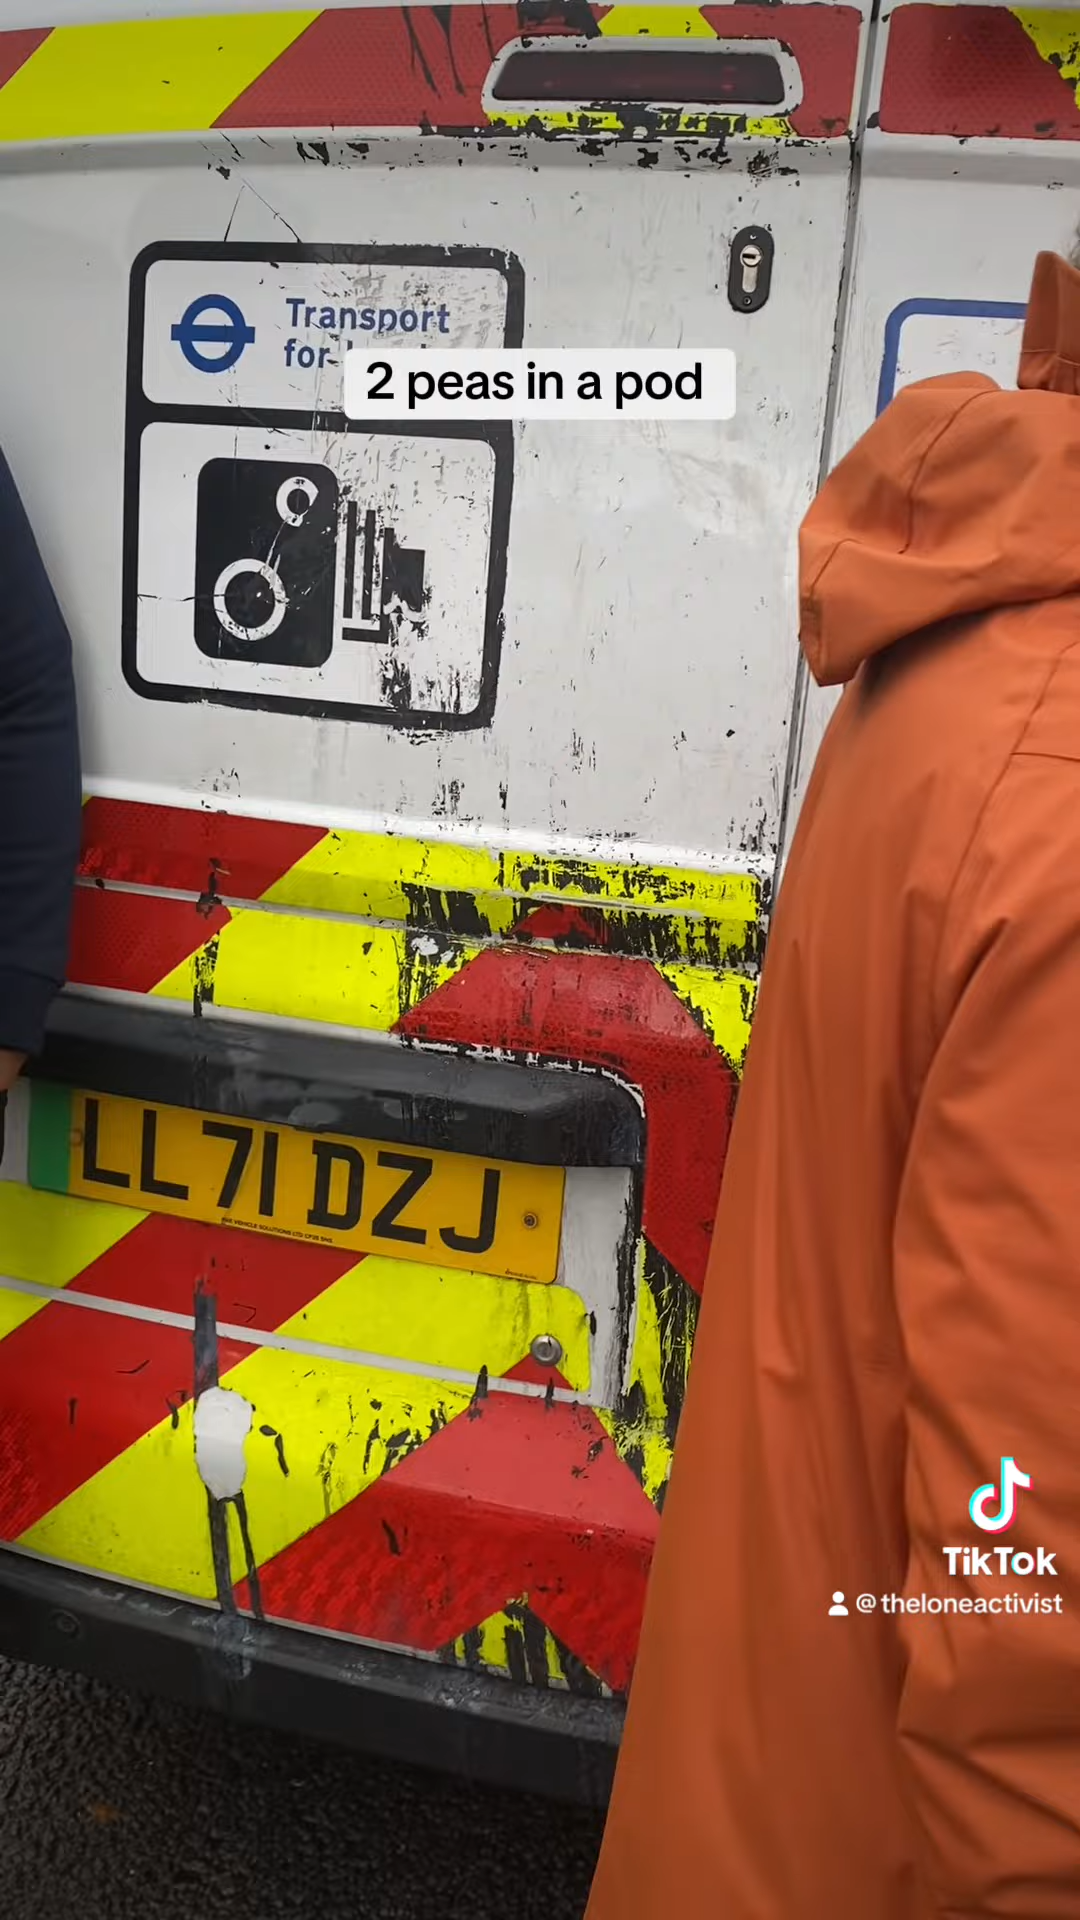 Transport
for
2 peas in a pod
LL71 DZJ
TikTok
@theloneactivist